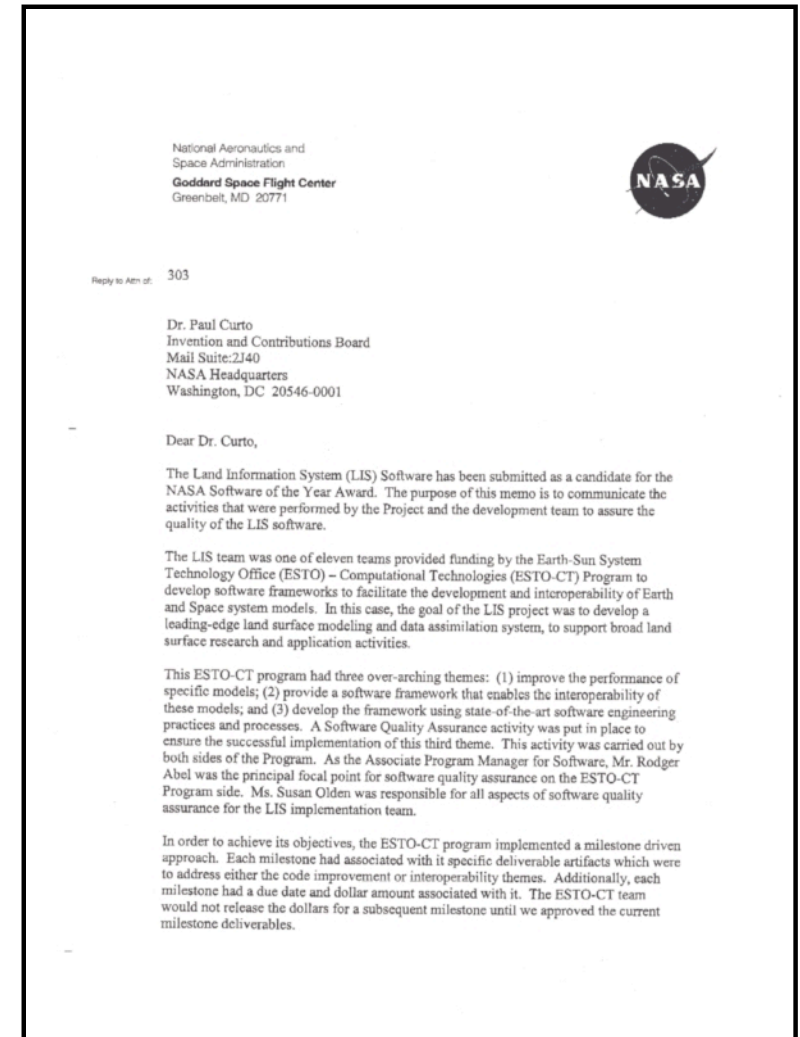 National Aeronautics and
Space Administration
Goddard Space Flight Center
Greenbelt, MD 20771
NASA
Reply to Attn of: 303
Dr. Paul Curto
Invention and Contributions Board
Mail Suite:2J40
NASA Headquarters
Washington, DC 20546-0001
Dear Dr. Curto,
The Land Information System (LIS) Software has been submitted as a candidate for the
NASA Software of the Year Award. The purpose of this memo is to communicate the
activities that were performed by the Project and the development team to assure the
quality of the LIS software.
The LIS team was one of eleven teams provided funding by the Earth-Sun System
Technology Office (ESTO) – Computational Technologies (ESTO-CT) Program to
develop software frameworks to facilitate the development and interoperability of Earth
and Space system models. In this case, the goal of the LIS project was to develop a
leading-edge land surface modeling and data assimilation system, to support broad land
surface research and application activities.
This ESTO-CT program had three over-arching themes: (1) improve the performance of
specific models; (2) provide a software framework that enables the interoperability of
these models; and (3) develop the framework using state-of-the-art software engineering
practices and processes. A Software Quality Assurance activity was put in place to
ensure the successful implementation of this third theme. This activity was carried out by
both sides of the Program. As the Associate Program Manager for Software, Mr. Rodger
Abel was the principal focal point for software quality assurance on the ESTO-CT
Program side. Ms. Susan Olden was responsible for all aspects of software quality
assurance for the LIS implementation team.
In order to achieve its objectives, the ESTO-CT program implemented a milestone driven
approach. Each milestone had associated with it specific deliverable artifacts which were
to address either the code improvement or interoperability themes. Additionally, each
milestone had a due date and dollar amount associated with it. The ESTO-CT team
would not release the dollars for a subsequent milestone until we approved the current
milestone deliverables.